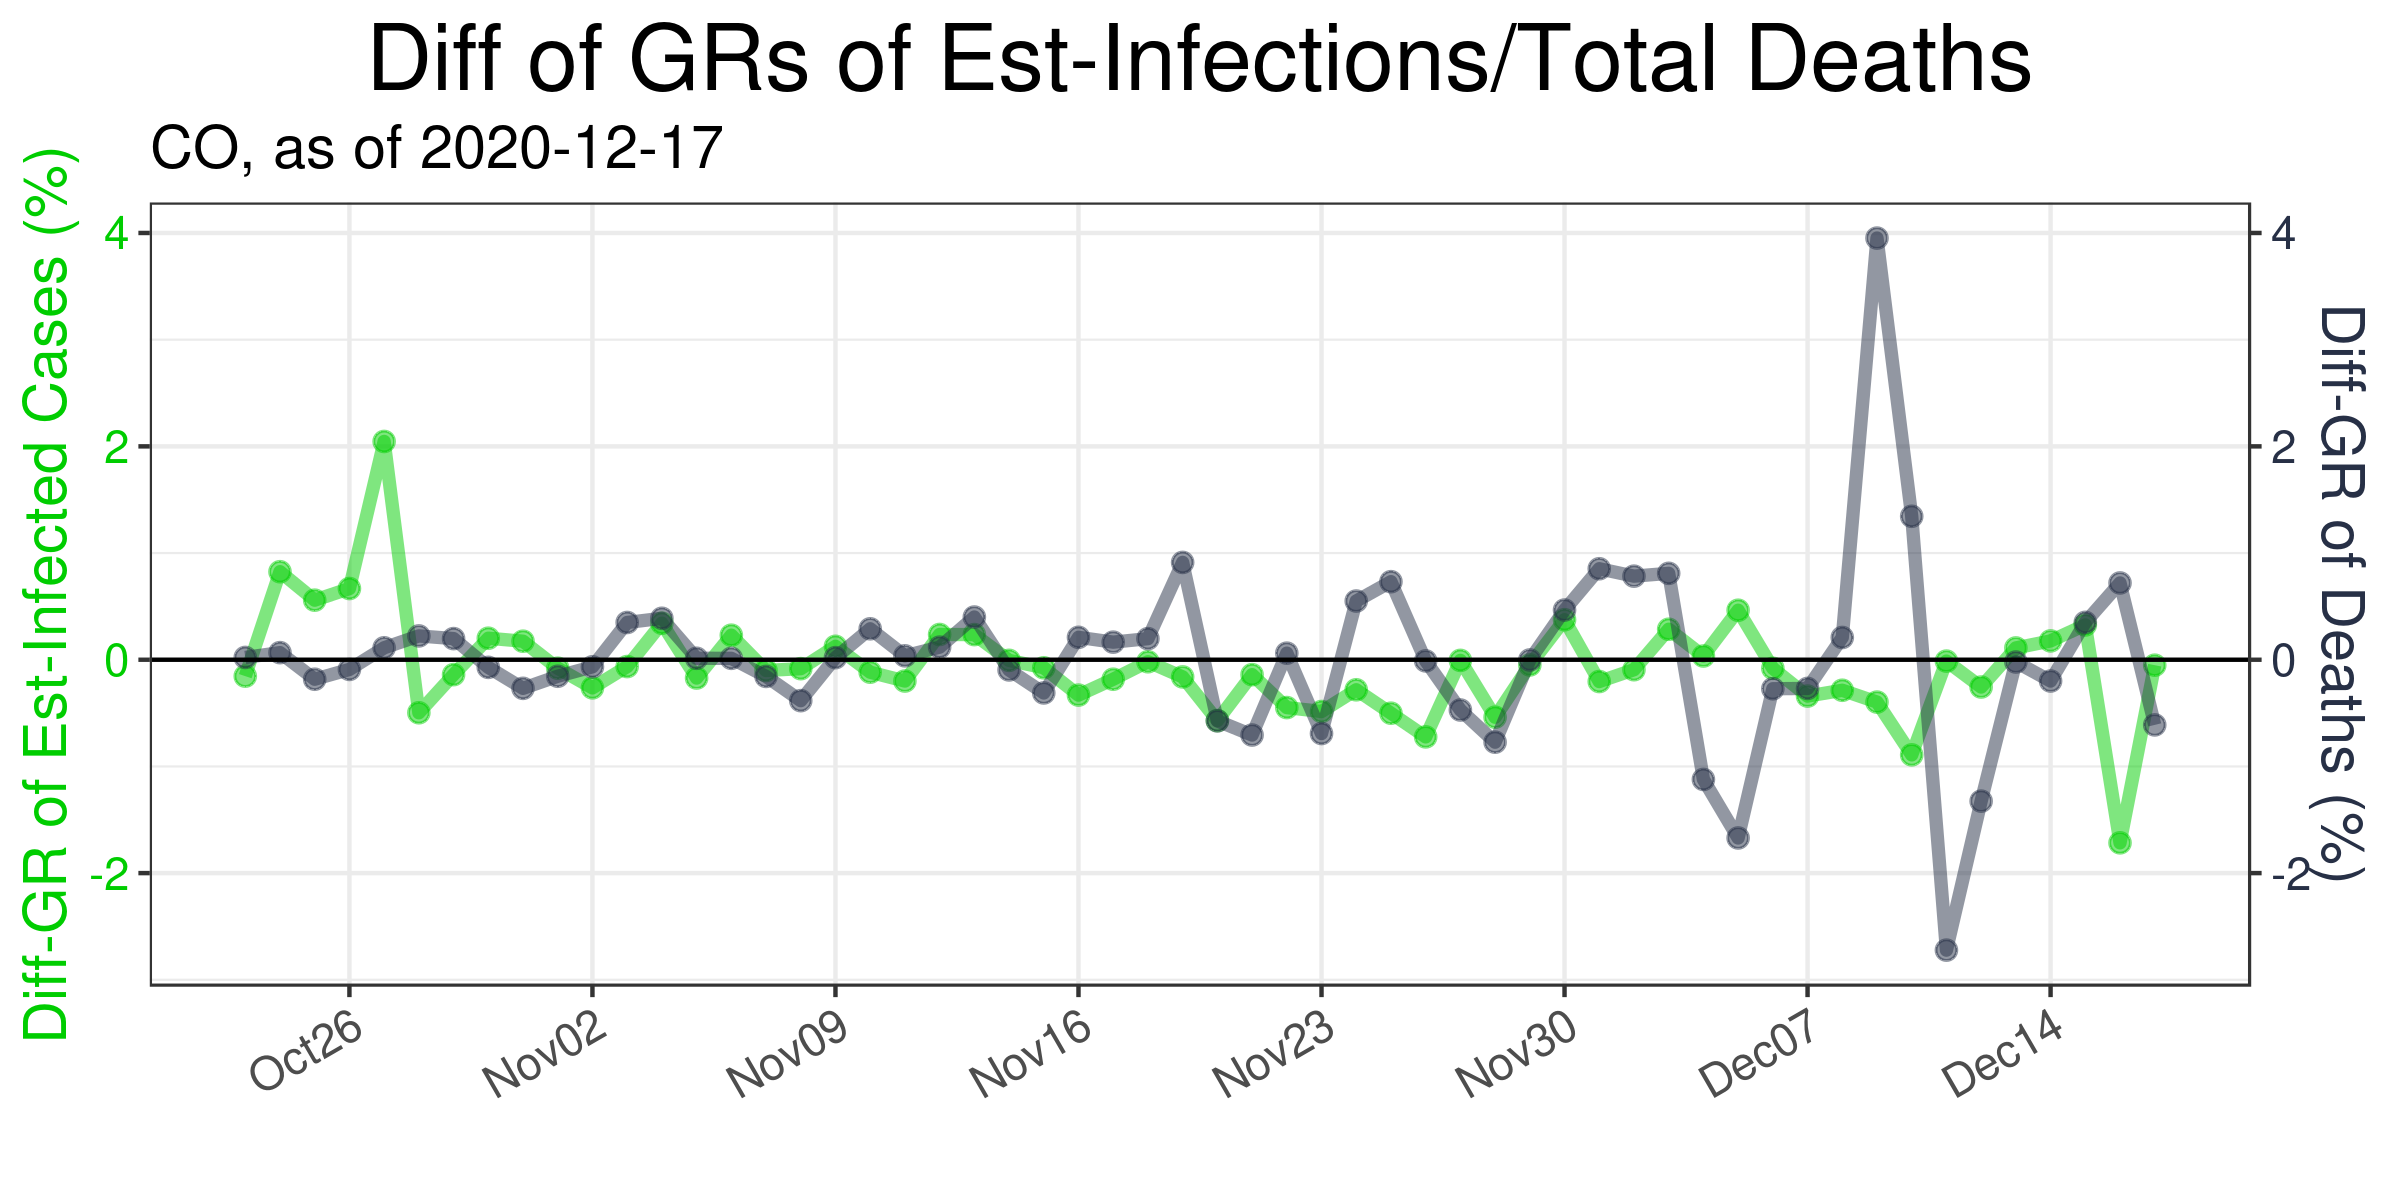 Diff of GRs of Est-Infections/Total Deaths
CO, as of 2020-12-17
Diff-GR of Est-Infected Cases (%)
4
2
0
-2
4
2
0
-2
Diff-GR of Deaths (%)
Oct26
Nov02
Nov09
Nov16
Nov23
Nov30
Dec07
Dec14